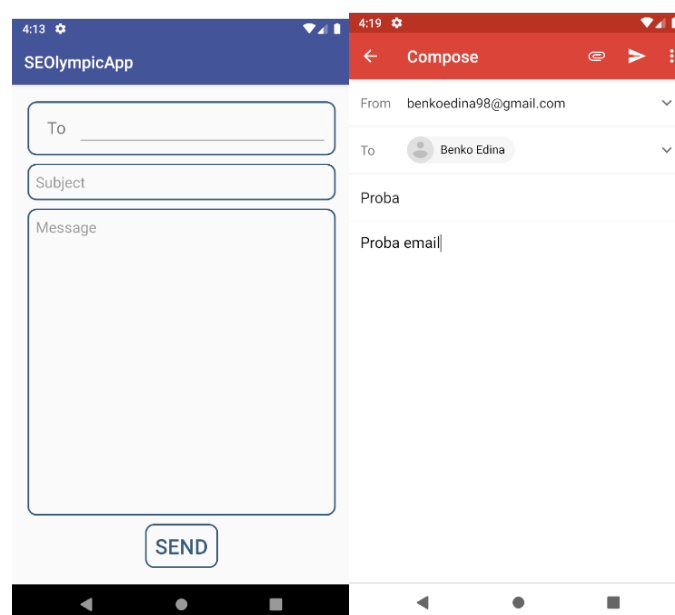 4:13
SEOlympicApp
To
Subject
Message
SEND
4:19
Compose
From benkoedina98@gmail.com
To Benko Edina
Proba
Proba email